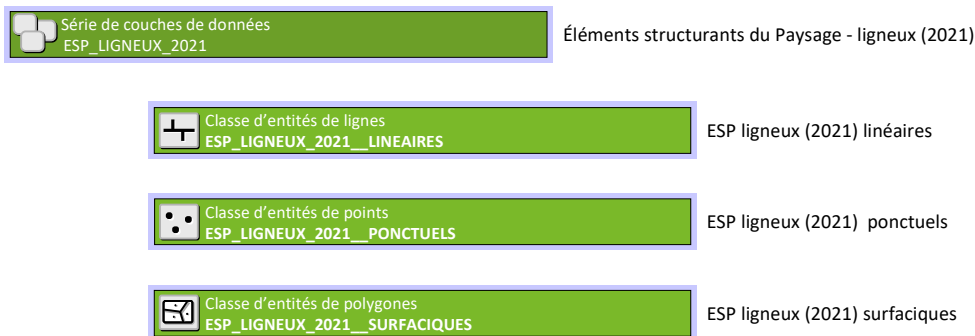 Série de couches de données
ESP_LIGNEUX_2021
Éléments structurants du Paysage - ligneux (2021)
Classe d’entités de lignes
ESP_LIGNEUX_2021__LINEAIRES
ESP ligneux (2021) linéaires
Classe d’entités de points
ESP_LIGNEUX_2021__PONCTUELS
ESP ligneux (2021) ponctuels
Classe d’entités de polygones
ESP_LIGNEUX_2021__SURFACIQUES
ESP ligneux (2021) surfaciques